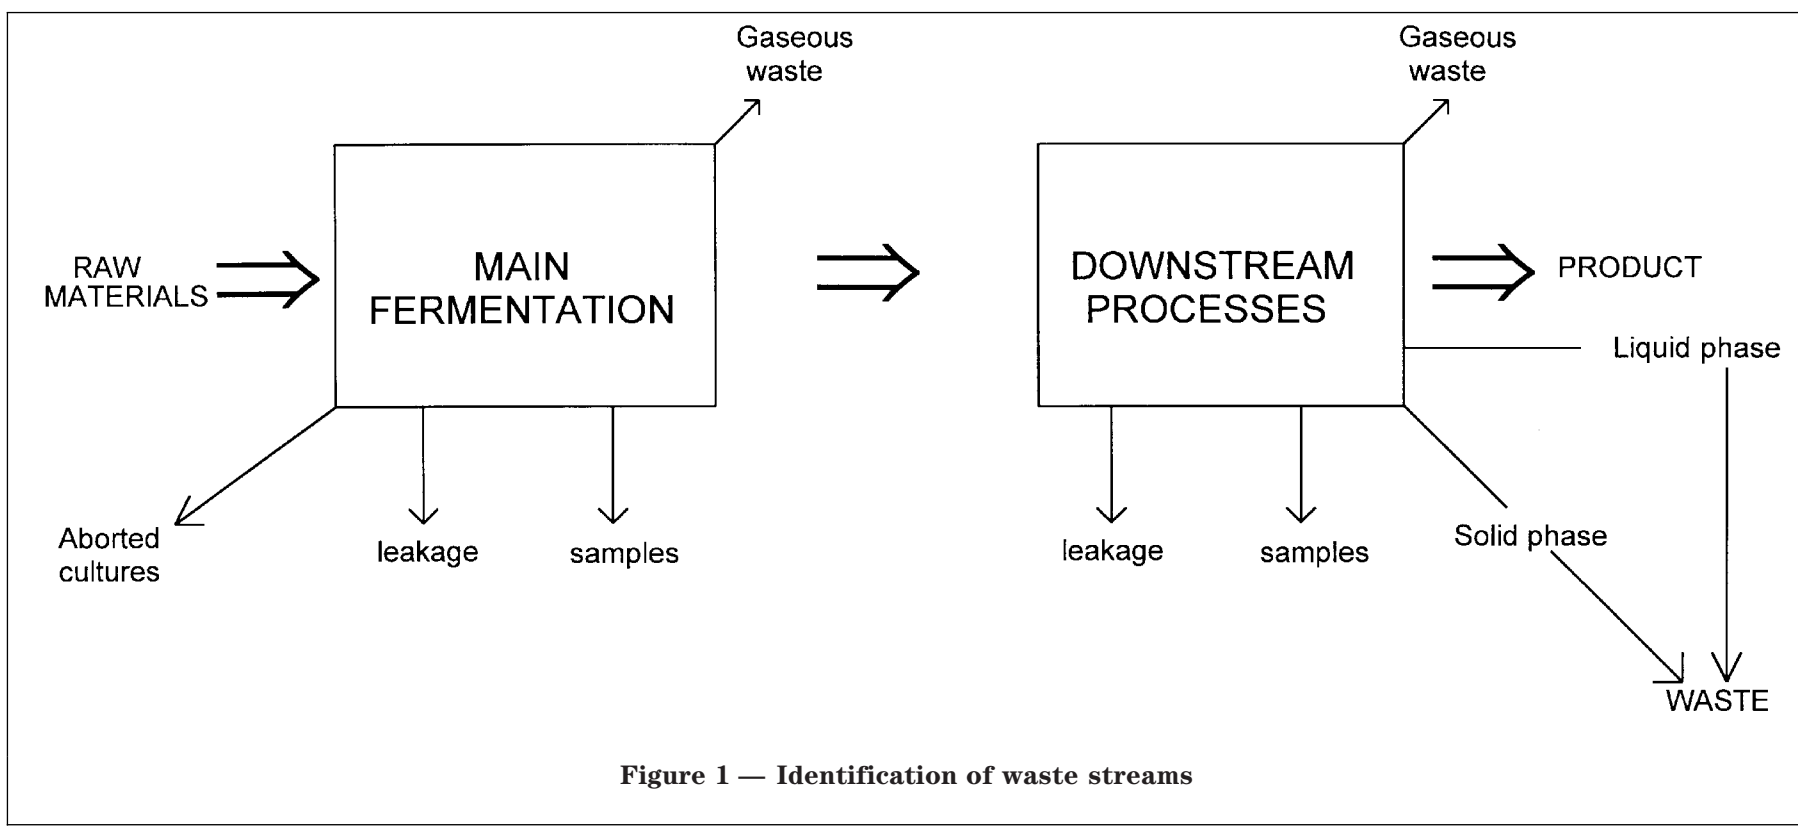 Gaseous
waste
Gaseous
waste
RAW
MATERIALS
MAIN
FERMENTATION
DOWNSTREAM
PROCESSES
PRODUCT
Liquid phase
Aborted
cultures
leakage
samples
leakage
samples
Solid phase
WASTE
Figure 1 — Identification of waste streams